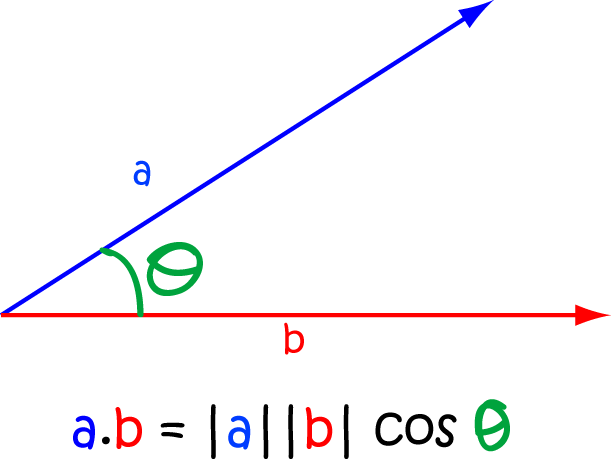 a
θ
b
a.b = |a||b| cos θ